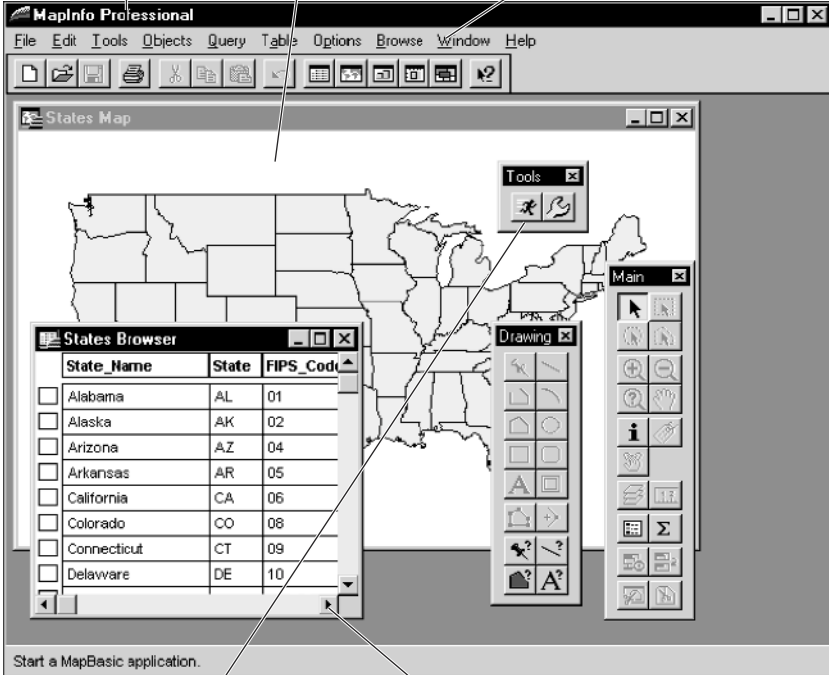 MapInfo Professional
File Edit Tools Objects Query Table Options Browse Window Help
States Map
Tools
Main
States Browser
Drawing
State_Name State FIPS_Code
Alabama AL 01
Alaska AK 02
Arizona AZ 04
Arkansas AR 05
California CA 06
Colorado CO 08
Connecticut CT 09
Delaware DE 10
Start a MapBasic application.